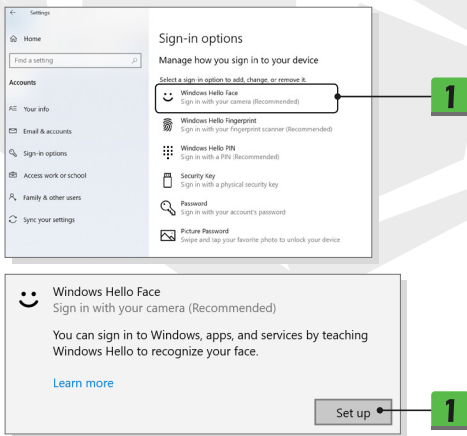 Settings
Home
Find a setting
Accounts
Your info
Email & accounts
Sign-in options
Access work or school
Family & other users
Sync your settings
Sign-in options
Manage how you sign in to your device
Select a sign-in option to add, change, or remove it.
Windows Hello Face
Sign in with your camera (Recommended)
Windows Hello Fingerprint
Sign in with your fingerprint scanner (Recommended)
Windows Hello PIN
Sign in with a PIN (Recommended)
Security Key
Sign in with a physical security key
Password
Sign in with your account's password
Picture Password
Swipe and tap your favorite photo to unlock your device
1
Windows Hello Face
Sign in with your camera (Recommended)
You can sign in to Windows, apps, and services by teaching
Windows Hello to recognize your face.
Learn more
Set up
1